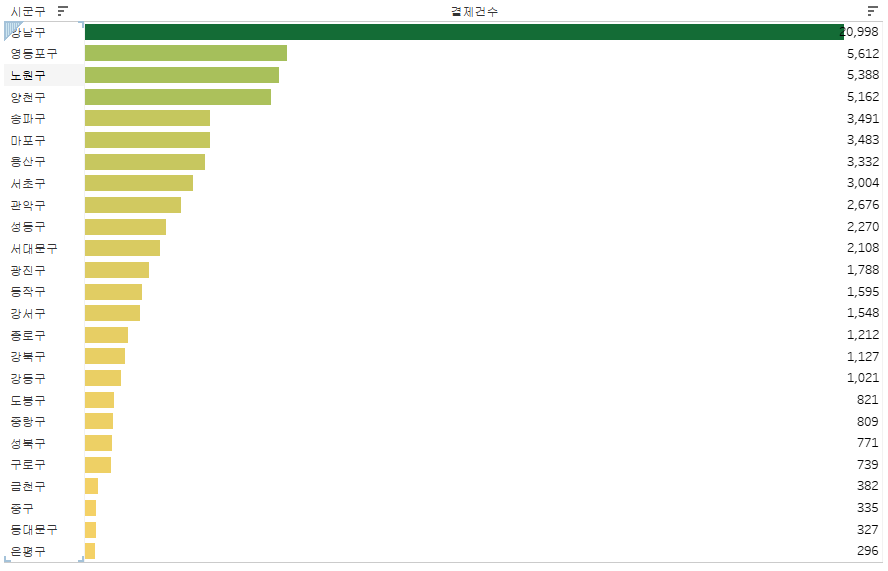 시군구 결제건수
강남구 20,998
영등포구 5,612
노원구 5,388
양천구 5,162
송파구 3,491
마포구 3,483
용산구 3,332
서초구 3,004
관악구 2,676
성동구 2,270
서대문구 2,108
광진구 1,788
동작구 1,595
강서구 1,548
종로구 1,212
강북구 1,127
강동구 1,021
도봉구 821
중랑구 809
성북구 771
구로구 739
금천구 382
중구 335
동대문구 327
은평구 296